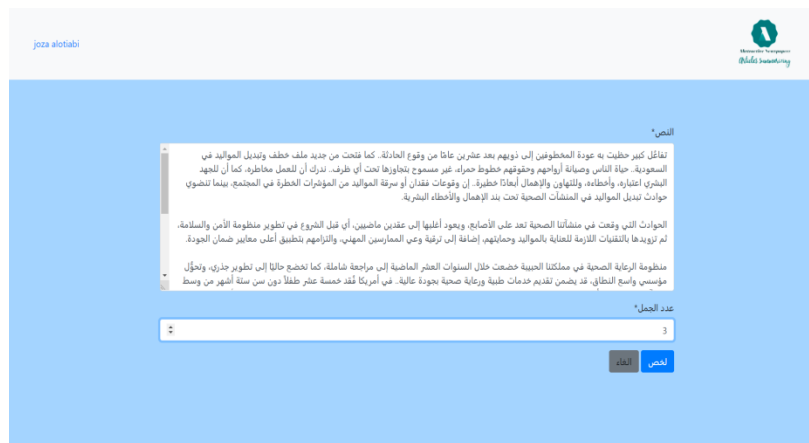 joza alotiabi
Abstractive Newspaper
Articles Summarizing
النص*
تفاعُل كبير حظيت به عودة المخطوفين إلى ذويهم بعد عشرين عامًا من وقوع الحادثة.. كما فتحت من جديد ملف خطف وتبديل المواليد في
السعودية.. حياة الناس وصيانة أرواحهم وحقوقهم خطوط حمراء، غير مسموح بتجاوزها تحت أي ظرف.. ندرك أن للعمل مخاطره، كما أن للجهد
البشري اعتباره، وأخطاءه، وللتهاون والإهمال أبعادًا خطيرة.. إن وقوعات فقدان أو سرقة المواليد من المؤشرات الخطرة في المجتمع، بينما تنضوي
حوادث تبديل المواليد في المنشآت الصحية تحت بند الإهمال والأخطاء البشرية.
الحوادث التي وقعت في منشآتنا الصحية تعد على الأصابع، ويعود أغلبها إلى عقدين ماضيين، أي قبل الشروع في تطوير منظومة الأمن والسلامة،
ثم تزويدها بالتقنيات اللازمة للعناية بالمواليد وحمايتهم، إضافة إلى ترقية وعي الممارسين المهني، والتزامهم بتطبيق أعلى معايير ضمان الجودة.
منظومة الرعاية الصحية في مملكتنا الحبيبة خضعت خلال السنوات العشر الماضية إلى مراجعة شاملة، كما تخضع حاليًا إلى تطوير جذري، وتحوُّل
مؤسسي واسع النطاق، قد يضمن تقديم خدمات طبية ورعاية صحية بجودة عالية.. في أمريكا فُقد خمسة عشر طفلاً دون سن ستة أشهر من وسط
عدد الجمل*
3
لخص
الغاء